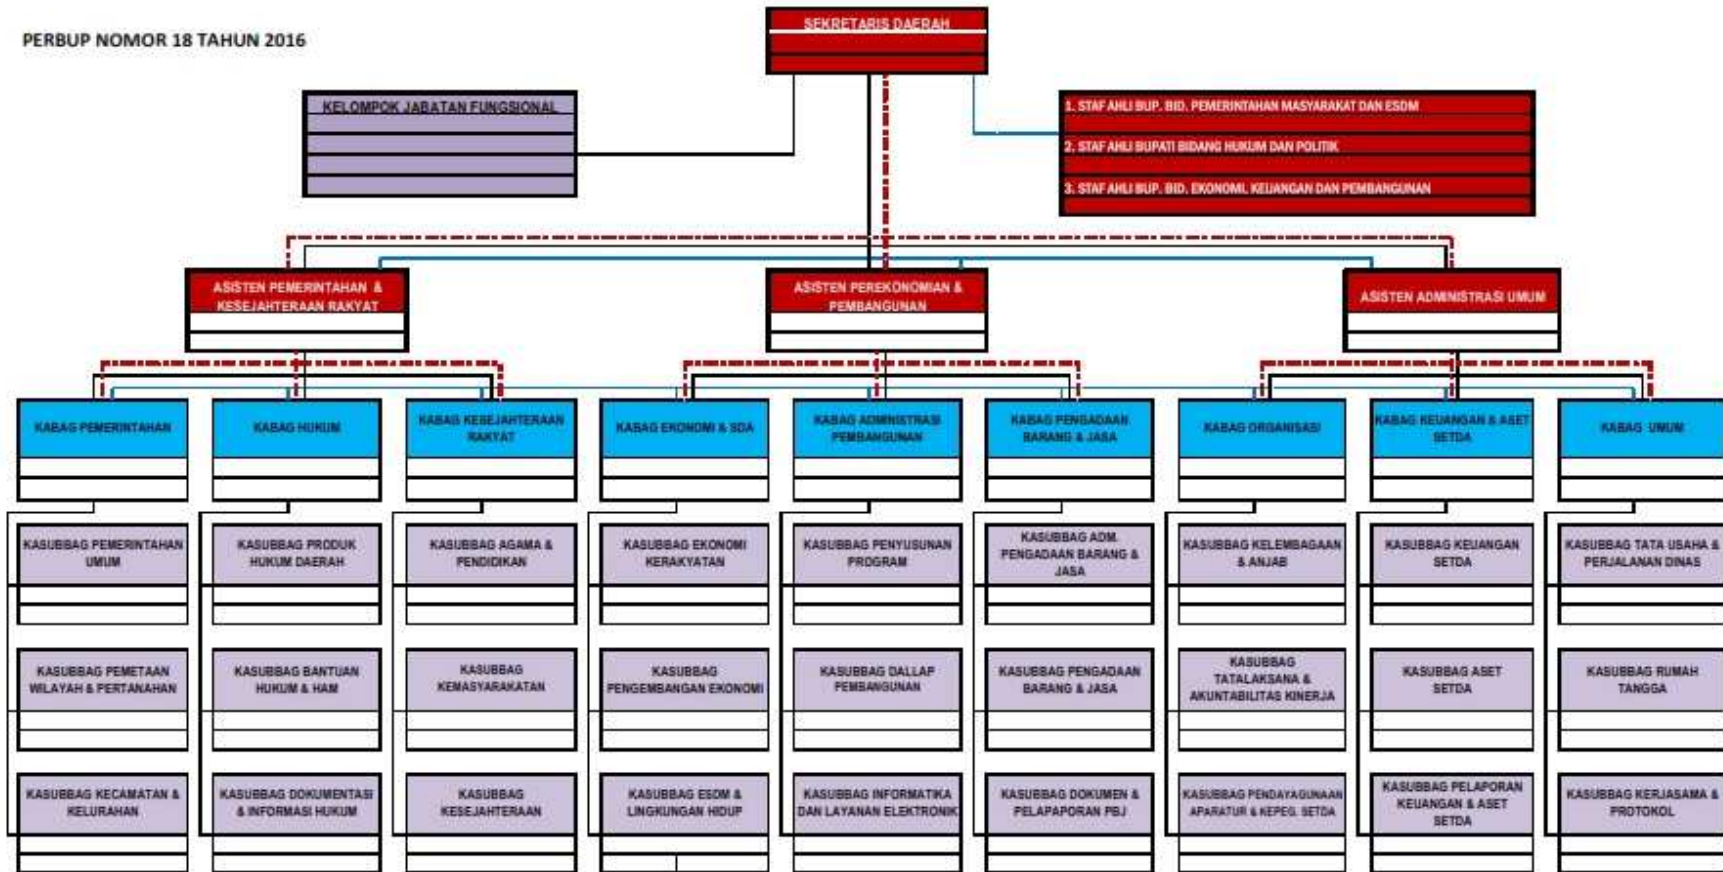 SEKRETARIS DAERAH
PERBUP NOMOR 18 TAHUN 2016
KELOMPOK JABATAN FUNGSIONAL
1. STAF AHLI BUP. BID. PEMERINTAHAN MASYARAKAT DAN ESDM
2. STAF AHLI BUPATI BIDANG HUKUM DAN POLITIK
3. STAF AHLI BUP. BID. EKONOMI, KEUANGAN DAN PEMBANGUNAN
ASISTEN PEMERINTAHAN &
KESEJAHTERAAN RAKYAT
ASISTEN PEREKONOMIAN &
PEMBANGUNAN
ASISTEN ADMINISTRASI UMUM
KABAG PEMERINTAHAN
KABAG HUKUM
KABAG KESEJAHTERAAN
RAKYAT
KABAG EKONOMI & SDA
KABAG ADMINISTRASI
PEMBANGUNAN
KABAG PENGADAAN
BARANG & JASA
KABAG ORGANISASI
KABAG KEUANGAN & ASET
SETDA
KABAG UMUM
KASUBBAG PEMERINTAHAN
UMUM
KASUBBAG PRODUK
HUKUM DAERAH
KASUBBAG AGAMA &
PENDIDIKAN
KASUBBAG EKONOMI
KERAKYATAN
KASUBBAG PENYUSUNAN
PROGRAM
KASUBBAG ADM.
PENGADAAN BARANG &
JASA
KASUBBAG KELEMBAGAAN
& ANJAB
KASUBBAG KEUANGAN
SETDA
KASUBBAG TATA USAHA &
PERJALANAN DINAS
KASUBBAG PEMETAAN
WILAYAH & PERTANAHAN
KASUBBAG BANTUAN
HUKUM & HAM
KASUBBAG
KEMASYARAKATAN
KASUBBAG
PENGEMBANGAN EKONOMI
KASUBBAG DALLAP
PEMBANGUNAN
KASUBBAG PENGADAAN
BARANG & JASA
KASUBBAG
TATALAKSANA &
AKUNTABILITAS KINERJA
KASUBBAG ASET
SETDA
KASUBBAG RUMAH
TANGGA
KASUBBAG KECAMATAN &
KELURAHAN
KASUBBAG DOKUMENTASI
& INFORMASI HUKUM
KASUBBAG
KESEJAHTERAAN
KASUBBAG ESDM &
LINGKUNGAN HIDUP
KASUBBAG INFORMATIKA
DAN LAYANAN ELEKTRONIK
KASUBBAG DOKUMEN &
PELAPAPORAN PBJ
KASUBBAG PENDAYAGUNAAN
APARATUR & KEPEG. SETDA
KASUBBAG PELAPORAN
KEUANGAN & ASET
SETDA
KASUBBAG KERJASAMA &
PROTOKOL